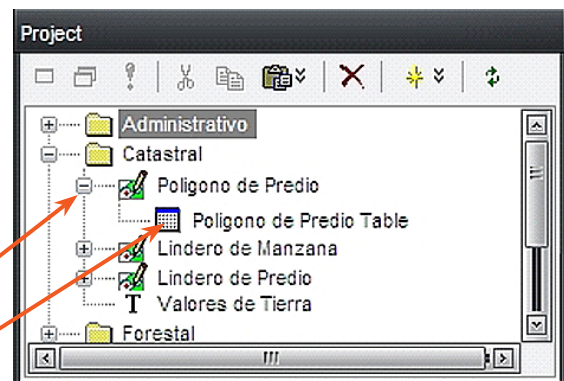 Project
Administrativo
Catastral
Poligono de Predio
Poligono de Predio Table
Lindero de Manzana
Lindero de Predio
T Valores de Tierra
Forestal